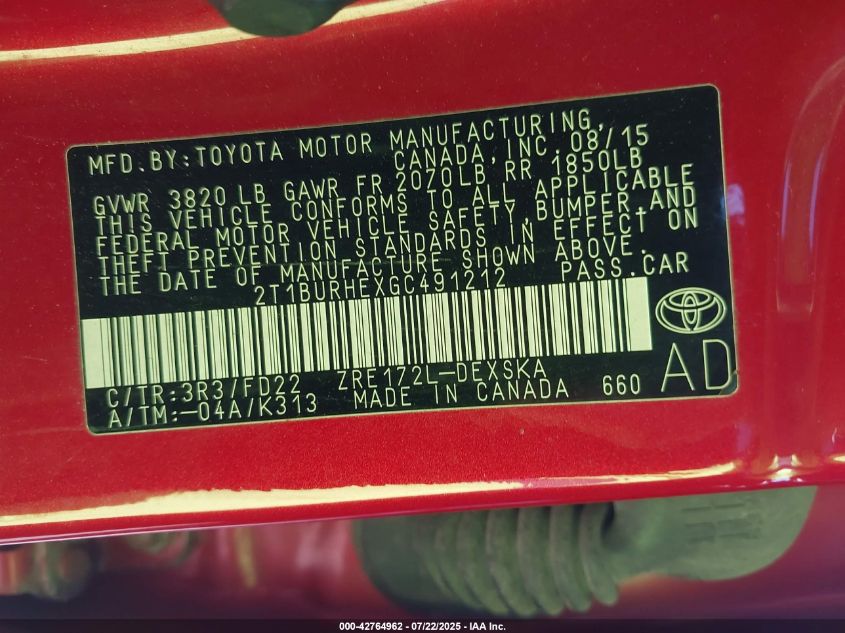 MFD.BY:TOYOTA MOTOR MANUFACTURING,
CANADA,INC. 08/15
GVWR 3820 LB GAWR FR 2070LB RR 1850LB
THIS VEHICLE CONFORMS TO ALL APPLICABLE
FEDERAL MOTOR VEHICLE SAFETY,BUMPER,AND
THEFT PREVENTION STANDARDS IN EFFECT ON
THE DATE OF MANUFACTURE SHOWN ABOVE.
2T1BURHEXGC491212 PASS.CAR
C/TR:3R3/FD22 ZRE172L-DEXSKA
A/TM:-04A/K313 MADE IN CANADA 660
AD
000-42764962 - 07/22/2025 - IAA Inc.